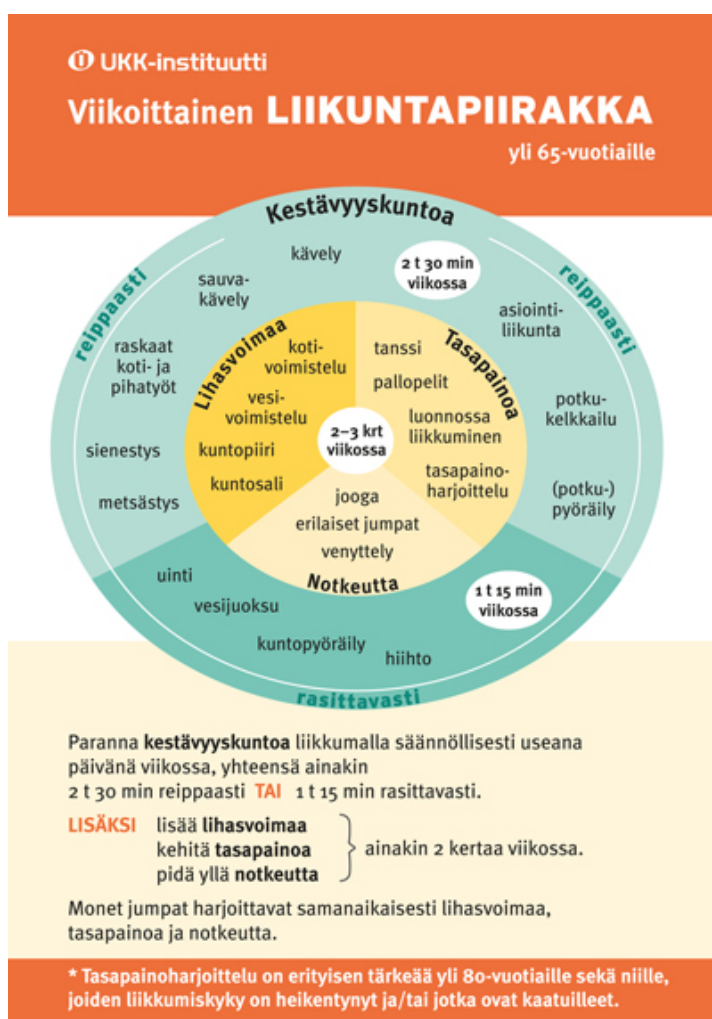 UKK-instituutti
Viikoittainen LIIKUNTAPIIRAKKA
yli 65-vuotiaille
Kestävyyskuntoa
reippaasti
reippaasti
kävely
2 t 30 min
viikossa
sauva-
kävely
asiointi-
liikunta
raskaat
koti- ja
pihatyöt
potku-
kelkkailu
sienestys
metsästys
(potku-)
pyöräily
Lihasvoimaa
koti-
voimistelu
vesi-
voimistelu
kuntopiiri
kuntosali
Tasapainoa
tanssi
pallopelit
luonnossa
liikkuminen
tasapaino-
harjoittelu
2–3 krt
viikossa
jooga
erilaiset jumpat
venyttely
Notkeutta
uinti
vesijuoksu
kuntopyöräily
hiihto
1 t 15 min
viikossa
rasittavasti
Paranna kestävyyskuntoa liikkumalla säännöllisesti useana
päivänä viikossa, yhteensä ainakin
2 t 30 min reippaasti TAI 1 t 15 min rasittavasti.
LISÄKSI lisää lihasvoimaa
kehitä tasapainoa ainakin 2 kertaa viikossa.
pidä yllä notkeutta
Monet jumpat harjoittavat samanaikaisesti lihasvoimaa,
tasapainoa ja notkeutta.
* Tasapainoharjoittelu on erityisen tärkeää yli 80-vuotiaille sekä niille,
joiden liikkumiskyky on heikentynyt ja/tai jotka ovat kaatuilleet.